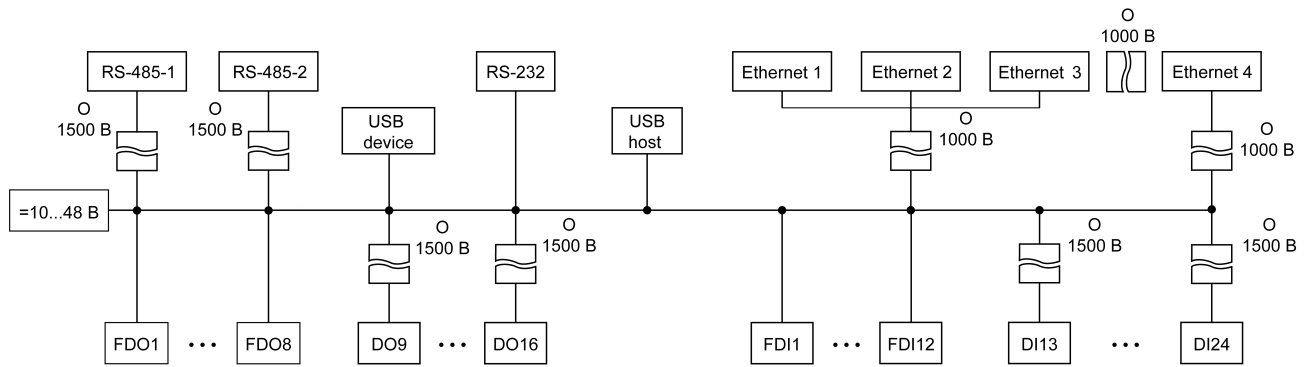 О
1000 В
RS-485-1
RS-485-2
RS-232
Ethernet 1
Ethernet 2
Ethernet 3
Ethernet 4
О
1500 В
О
1500 В
USB
device
USB
host
О
1000 В
О
1000 В
=10...48 В
О
1500 В
О
1500 В
О
1500 В
О
1500 В
FDO1
• • •
FDO8
DO9
• • •
DO16
FDI1
• • •
FDI12
DI13
• • •
DI24